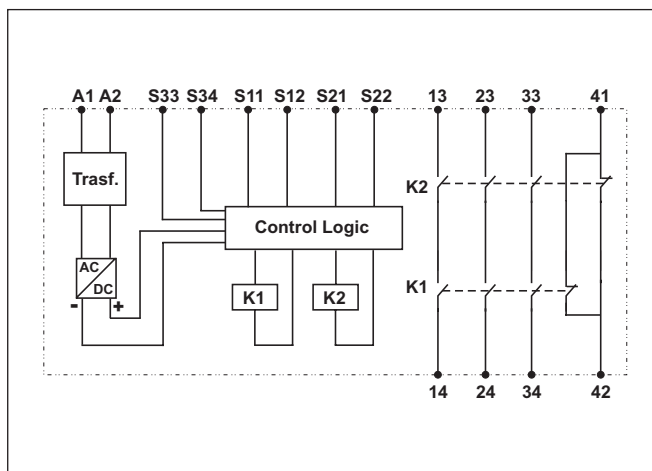 A1 A2 S33 S34 S11 S12 S21 S22 13 23 33 41
Trasf.
K2
Control Logic
AC
DC
K1 K2 K1
- +
14 24 34 42